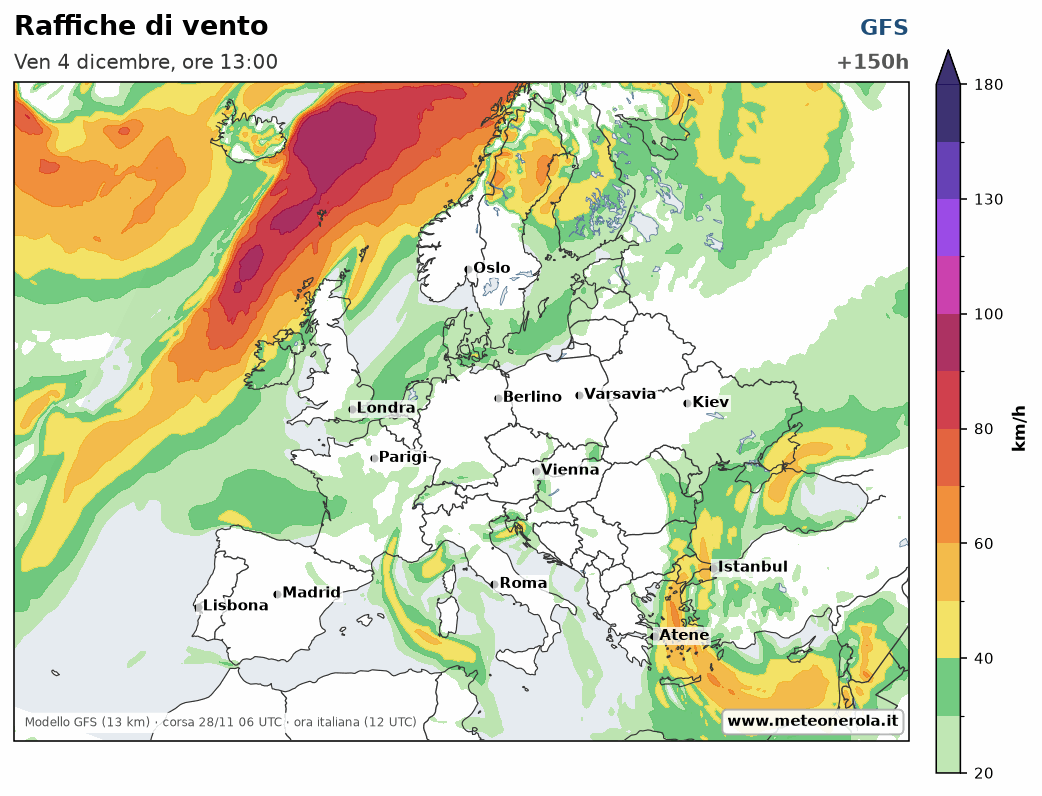 Raffiche di vento
GFS
Ven 4 dicembre, ore 13:00
+150h
180
130
100
80
60
40
20
km/h
Oslo
Berlino
Varsavia
Kiev
Londra
Parigi
Vienna
Istanbul
Roma
Madrid
Lisbona
Atene
Modello GFS (13 km) · corsa 28/11 06 UTC · ora italiana (12 UTC)
www.meteonerola.it